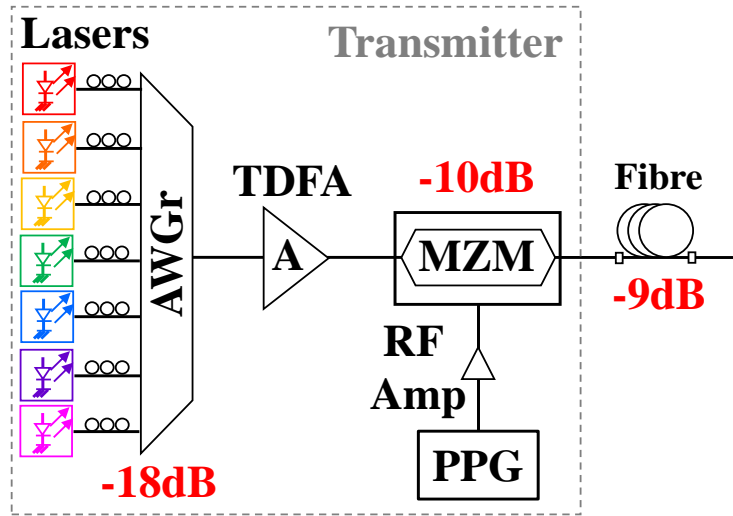 Lasers
Transmitter
AWGr
-18dB
TDFA
A
-10dB
MZM
RF
Amp
PPG
Fibre
-9dB